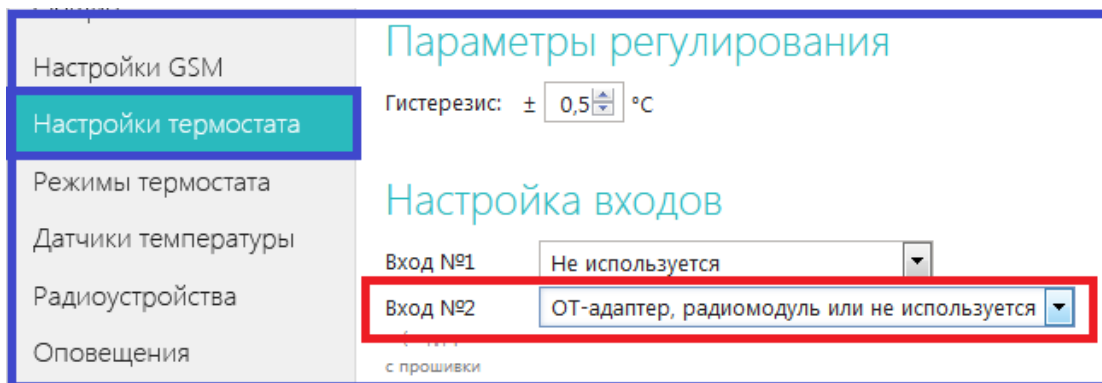 Настройки GSM
Настройки термостата
Режимы термостата
Датчики температуры
Радиоустройства
Оповещения
Параметры регулирования
Гистерезис: ± 0,5 °C
Настройка входов
Вход №1 Не используется
Вход №2 ОТ-адаптер, радиомодуль или не используется
с прошивки